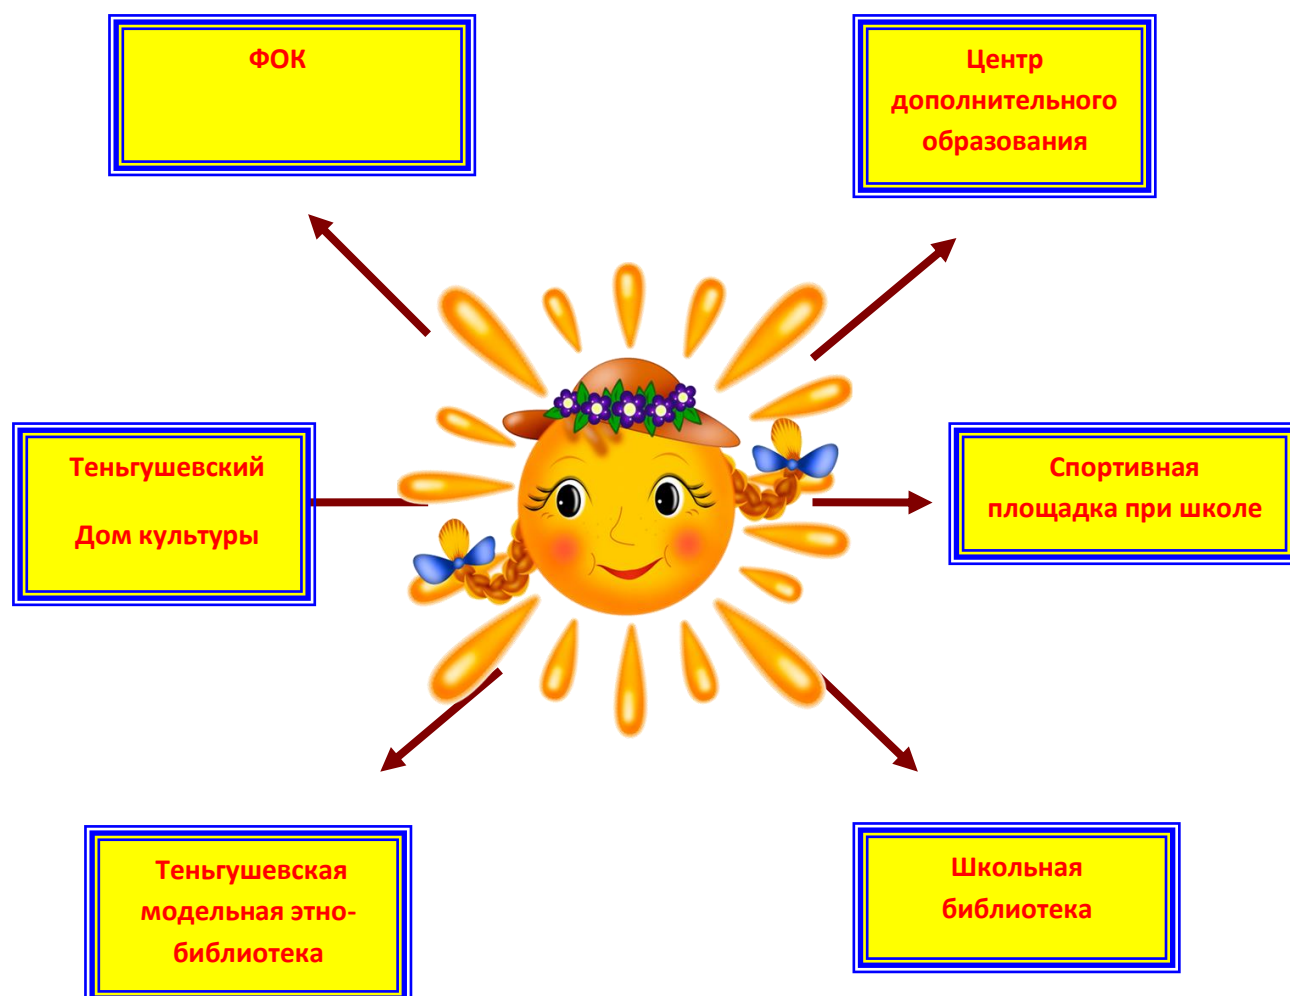 ФОК
Центр
дополнительного
образования
Теньгушевский
Дом культуры
Спортивная
площадка при школе
Теньгушевская
модельная этно-
библиотека
Школьная
библиотека